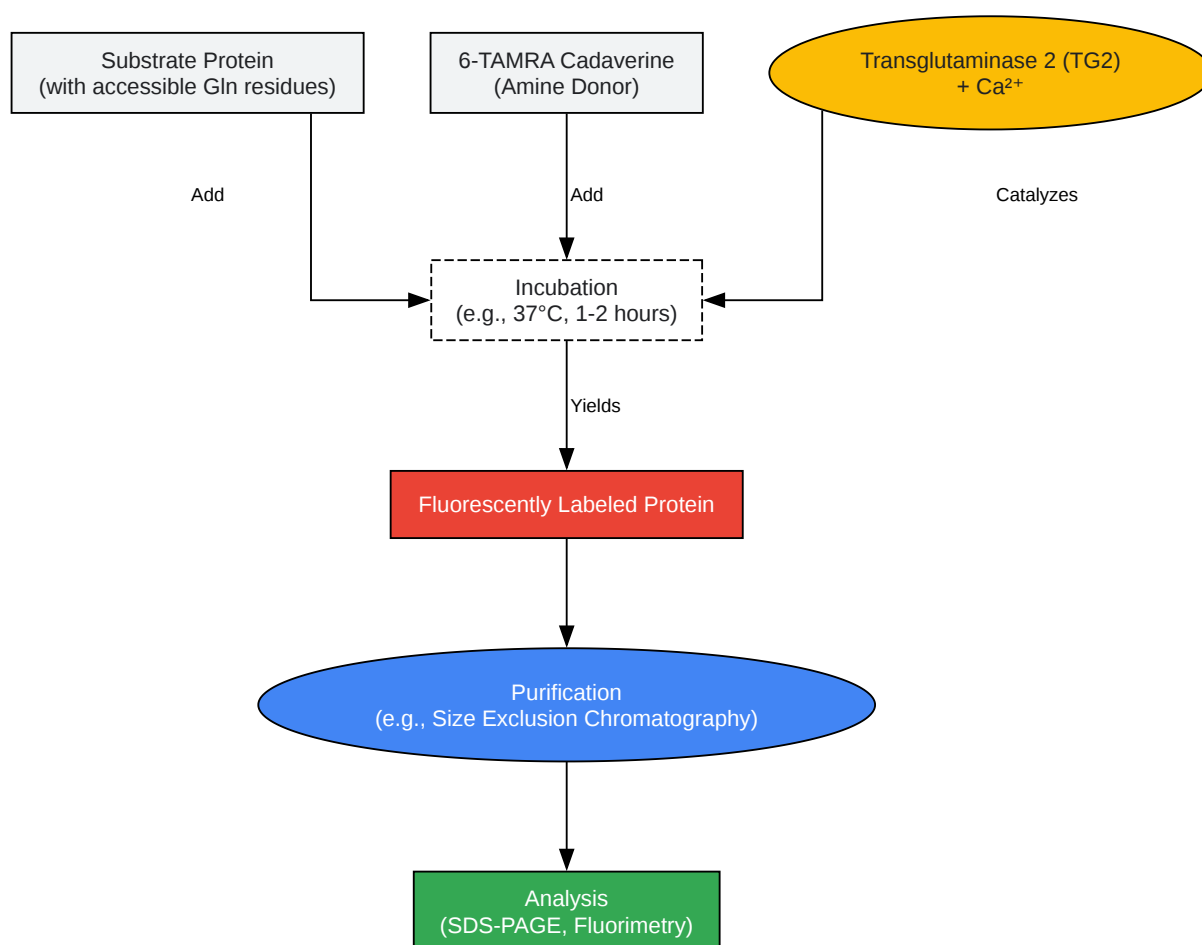 Substrate Protein
(with accessible Gln residues)
6-TAMRA Cadaverine
(Amine Donor)
Transglutaminase 2 (TG2)
+ Ca²⁺
Add
Add
Catalyzes
Incubation
(e.g., 37°C, 1-2 hours)
Yields
Fluorescently Labeled Protein
Purification
(e.g., Size Exclusion Chromatography)
Analysis
(SDS-PAGE, Fluorimetry)